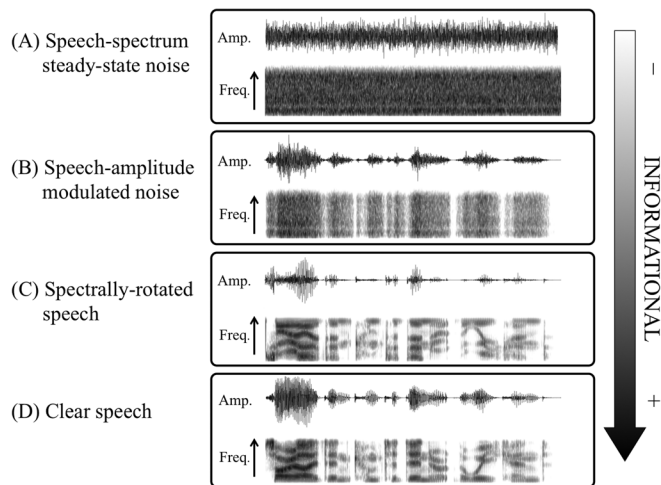 (A) Speech-spectrum
steady-state noise
Amp.
Freq.
(B) Speech-amplitude
modulated noise
Amp.
Freq.
(C) Spectrally-rotated
speech
Amp.
Freq.
(D) Clear speech
Amp.
Freq.
–
INFORMATIONAL
+